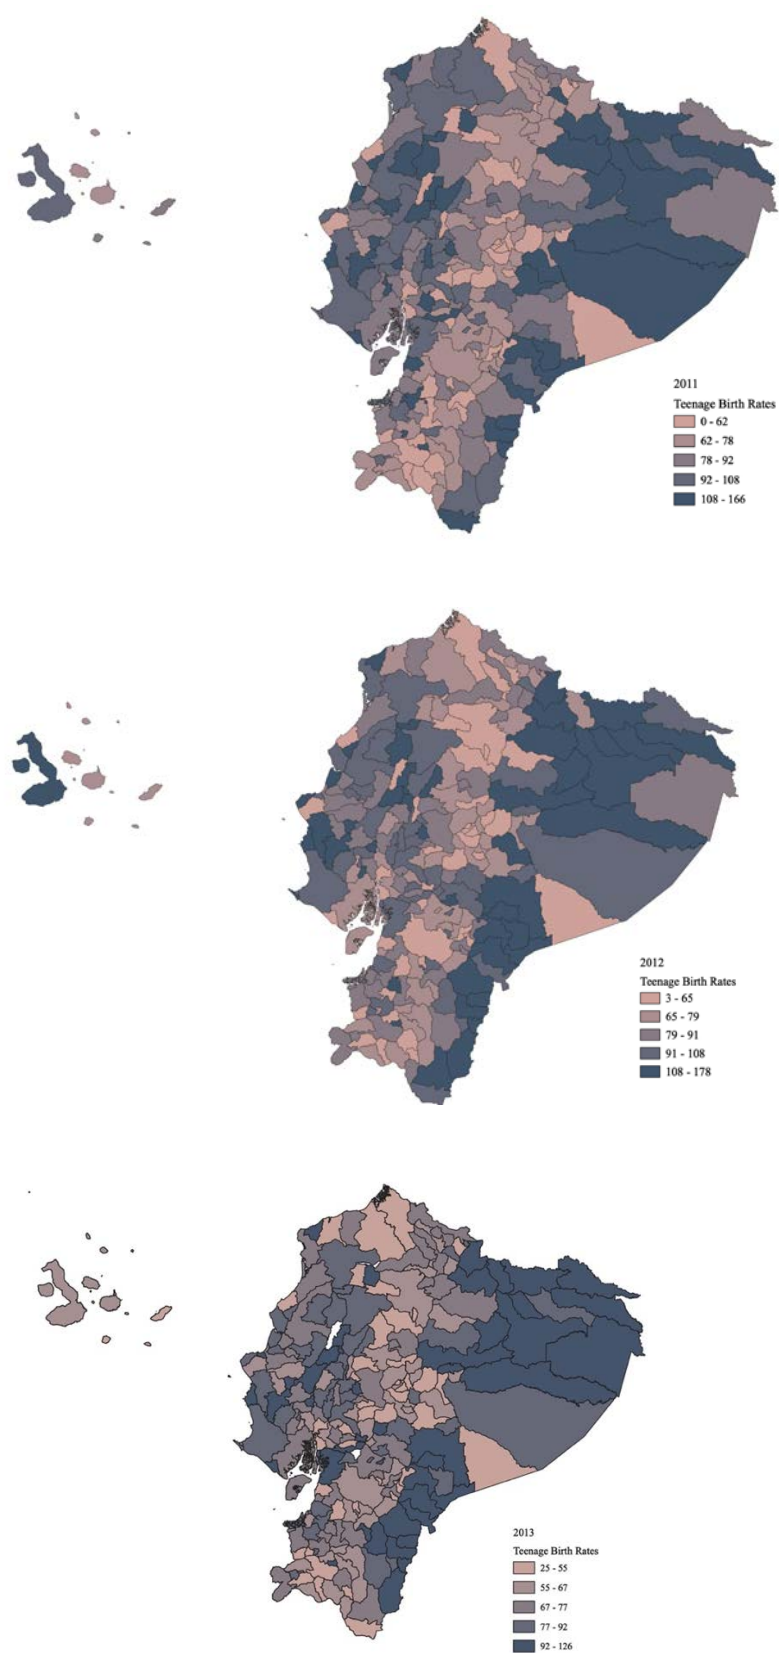 2011
Teenage Birth Rates
0 - 62
62 - 78
78 - 92
92 - 108
108 - 166
2012
Teenage Birth Rates
3 - 65
65 - 79
79 - 91
91 - 108
108 - 178
2013
Teenage Birth Rates
25 - 55
55 - 67
67 - 77
77 - 92
92 - 126